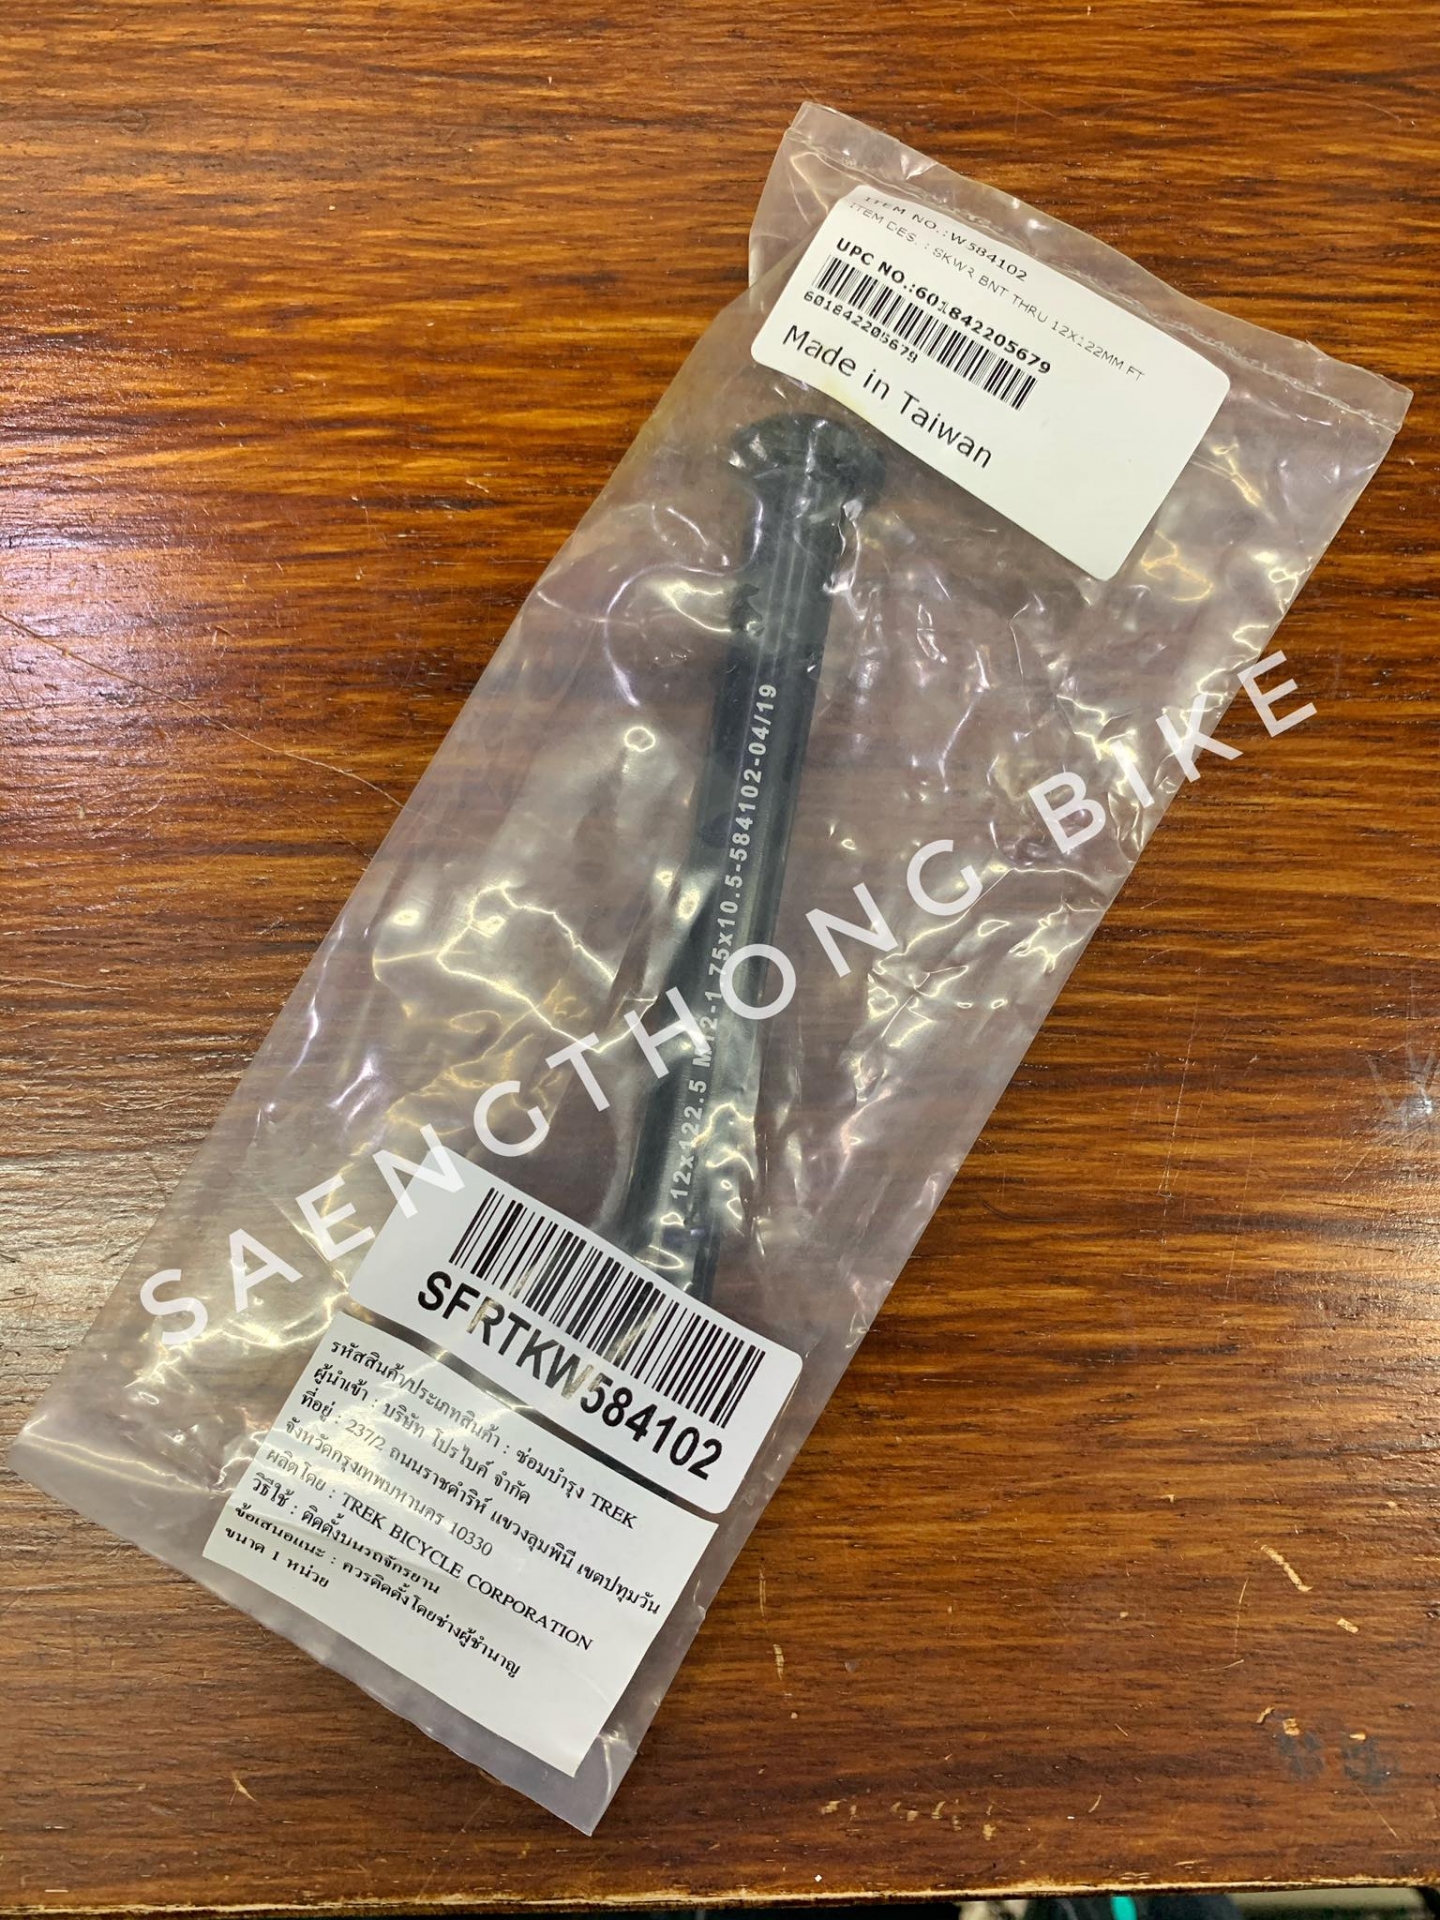 ITEM NO.:W584102
ITEM DES. : SKWR BNT THRU 12X122MM FT
UPC NO.:601842205679
601842205679
Made in Taiwan
12x122.5 M12-1.75x10.5-584102-04/19
SAENGTHONG BIKE
SFRTKW584102
รหัสสินค้า/ประเภทสินค้า : ซ่อมบำรุง TREK
ผู้นำเข้า : บริษัท โปรไบค์ จำกัด
ที่อยู่ : 237/2 ถนนราชดำริห์ แขวงลุมพินี เขตปทุมวัน
จังหวัดกรุงเทพมหานคร 10330
ผลิตโดย : TREK BICYCLE CORPORATION
วิธีใช้ : ติดตั้งบนรถจักรยาน
ข้อเสนอแนะ : ควรติดตั้งโดยช่างผู้ชำนาญ
ขนาด 1 หน่วย